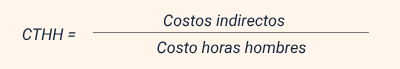 Costos indirectos
CTHH =
Costo horas hombres